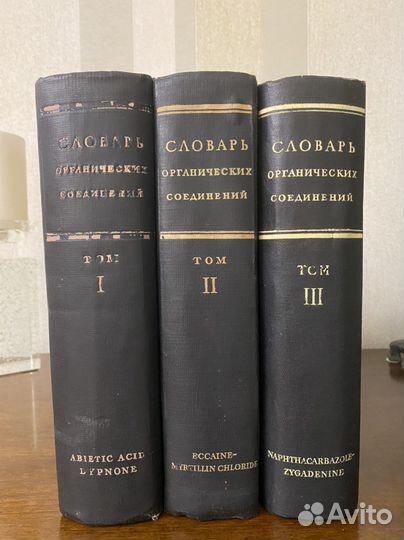 СЛОВАРЬ
ОРГАНИЧЕСКИХ
СОЕДИНЕНИЙ
ТОМ
I
ABIETIC ACID
DYPNONE
СЛОВАРЬ
ОРГАНИЧЕСКИХ
СОЕДИНЕНИЙ
ТОМ
II
ECCAINE-
MYRTILLIN CHLORIDE
СЛОВАРЬ
ОРГАНИЧЕСКИХ
СОЕДИНЕНИЙ
ТОМ
III
NAPHTHACARBAZOLE-
ZYGADENINE
Avito